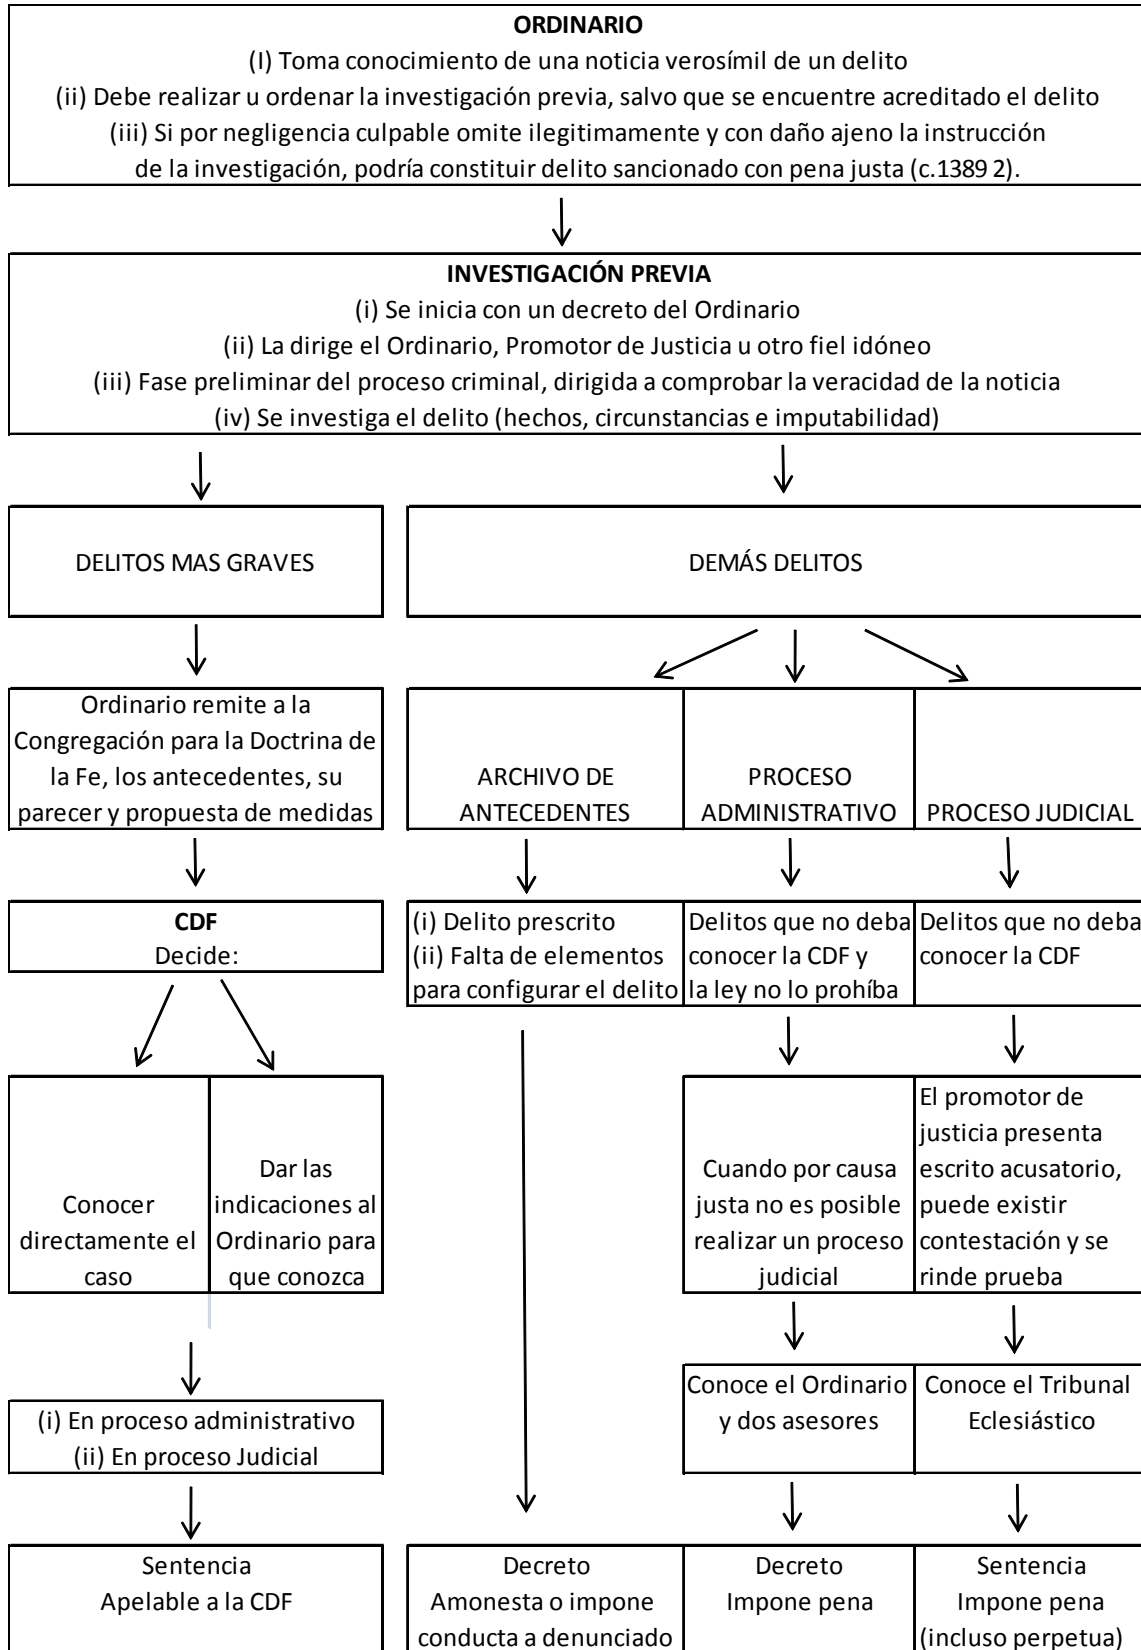 ORDINARIO
(I) Toma conocimiento de una noticia verosímil de un delito
(ii) Debe realizar u ordenar la investigación previa, salvo que se encuentre acreditado el delito
(iii) Si por negligencia culpable omite ilegitimamente y con daño ajeno la instrucción
de la investigación, podría constituir delito sancionado con pena justa (c.1389 2).
INVESTIGACIÓN PREVIA
(i) Se inicia con un decreto del Ordinario
(ii) La dirige el Ordinario, Promotor de Justicia u otro fiel idóneo
(iii) Fase preliminar del proceso criminal, dirigida a comprobar la veracidad de la noticia
(iv) Se investiga el delito (hechos, circunstancias e imputabilidad)
DELITOS MAS GRAVES
DEMÁS DELITOS
Ordinario remite a la
Congregación para la Doctrina de
la Fe, los antecedentes, su
parecer y propuesta de medidas
ARCHIVO DE
ANTECEDENTES
PROCESO
ADMINISTRATIVO
PROCESO JUDICIAL
CDF
Decide:
(i) Delito prescrito
(ii) Falta de elementos
para configurar el delito
Delitos que no deba
conocer la CDF y
la ley no lo prohíba
Delitos que no deba
conocer la CDF
Conocer
directamente el
caso
Dar las
indicaciones al
Ordinario para
que conozca
Cuando por causa
justa no es posible
realizar un proceso
judicial
El promotor de
justicia presenta
escrito acusatorio,
puede existir
contestación y se
rinde prueba
(i) En proceso administrativo
(ii) En proceso Judicial
Conoce el Ordinario
y dos asesores
Conoce el Tribunal
Eclesiástico
Sentencia
Apelable a la CDF
Decreto
Amonesta o impone
conducta a denunciado
Decreto
Impone pena
Sentencia
Impone pena
(incluso perpetua)